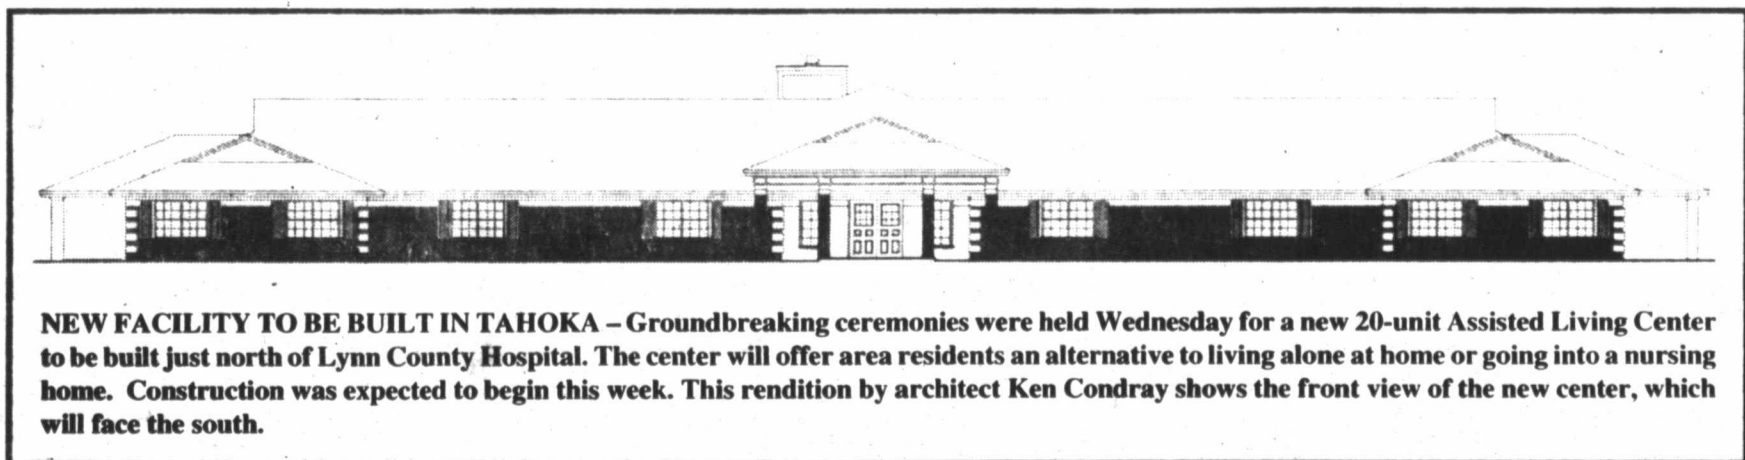 NEW FACILITY TO BE BUILT IN TAHOKA – Groundbreaking ceremonies were held Wednesday for a new 20-unit Assisted Living Center
to be built just north of Lynn County Hospital. The center will offer area residents an alternative to living alone at home or going into a nursing
home. Construction was expected to begin this week. This rendition by architect Ken Condray shows the front view of the new center, which
will face the south.